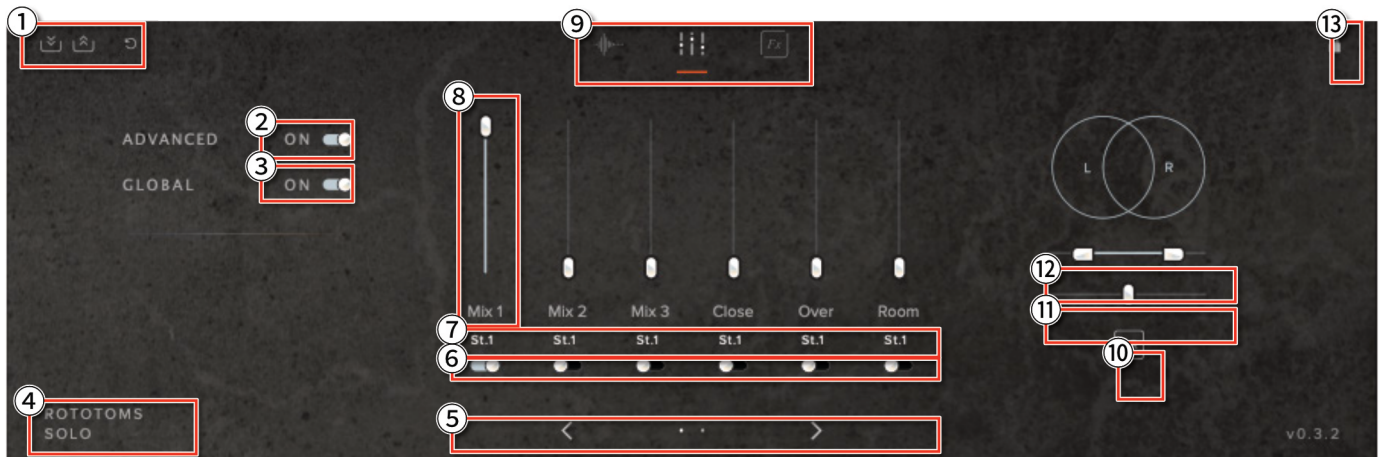 1
9
13
Fx
8
2
ADVANCED ON
3
GLOBAL ON
L R
12
Mix 1 Mix 2 Mix 3 Close Over Room
11
7
St.1 St.1 St.1 St.1 St.1 St.1
6
10
4
ROTOTOMS
SOLO
5
v0.3.2